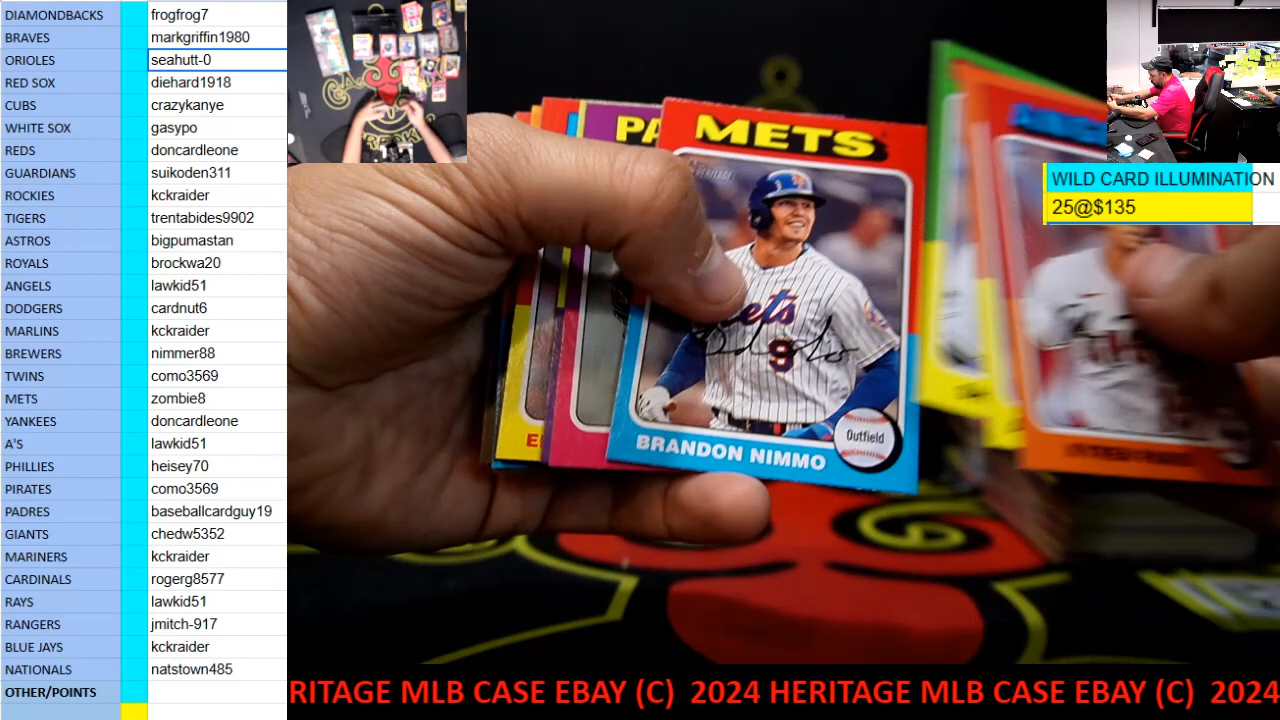 DIAMONDBACKS frogfrog7
BRAVES markgriffin1980
ORIOLES seahutt-0
RED SOX diehard1918
CUBS crazykanye
WHITE SOX gasypo
REDS doncardleone
GUARDIANS suikoden311
ROCKIES kckraider
TIGERS trentabides9902
ASTROS bigpumastan
ROYALS brockwa20
ANGELS lawkid51
DODGERS cardnut6
MARLINS kckraider
BREWERS nimmer88
TWINS como3569
METS zombie8
YANKEES doncardleone
A'S lawkid51
PHILLIES heisey70
PIRATES como3569
PADRES baseballcardguy19
GIANTS chedw5352
MARINERS kckraider
CARDINALS rogerg8577
RAYS lawkid51
RANGERS jmitch-917
BLUE JAYS kckraider
NATIONALS natstown485
OTHER/POINTS
PA
METS
HERITAGE
Mets
9
Outfield
BRANDON NIMMO
E
WILD CARD ILLUMINATION
25@$135
RITAGE MLB CASE EBAY (C) 2024 HERITAGE MLB CASE EBAY (C) 2024